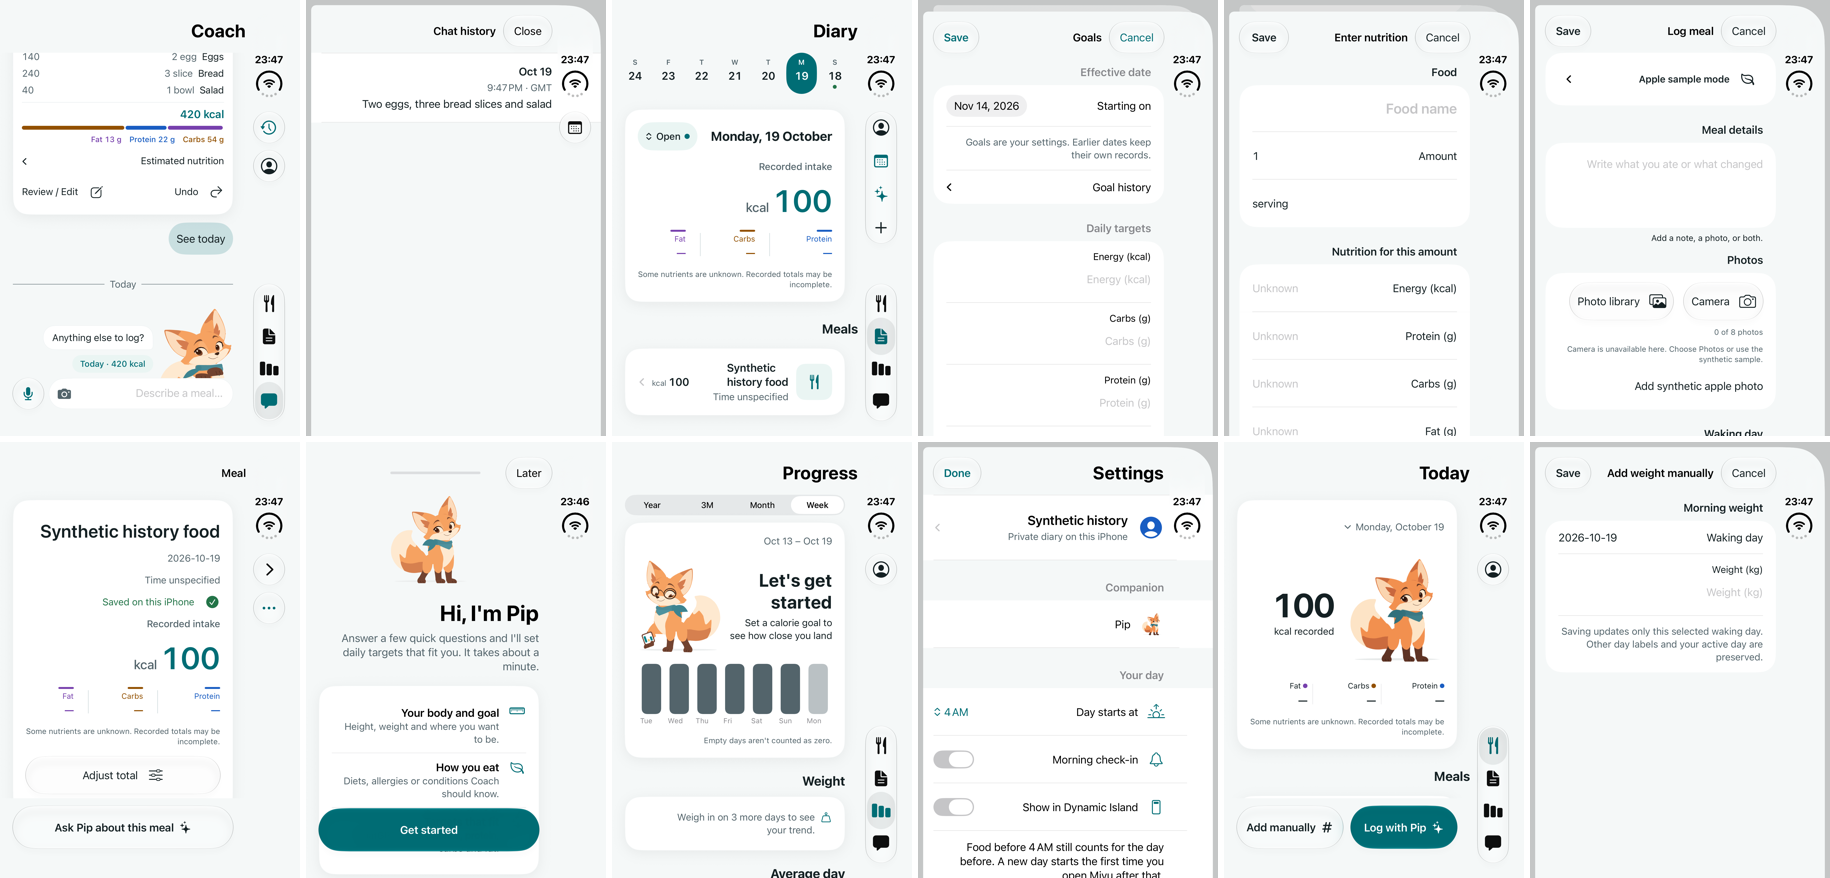 Coach
23:47
140 2 egg Eggs
240 3 slice Bread
40 1 bowl Salad
420 kcal
Fat 13 g Protein 22 g Carbs 54 g
Estimated nutrition
Review / Edit Undo
See today
Today
Anything else to log?
Today · 420 kcal
Describe a meal...
Chat history Close
23:47
Oct 19
9:47 PM · GMT
Two eggs, three bread slices and salad
Diary
23:47
S F T W T M S
24 23 22 21 20 19 18
Open Monday, 19 October
Recorded intake
kcal 100
Fat Carbs Protein
— — —
Some nutrients are unknown. Recorded totals may be
incomplete.
Meals
kcal 100 Synthetic
history food
Time unspecified
Save Goals Cancel
23:47
Effective date
Nov 14, 2026 Starting on
Goals are your settings. Earlier dates keep
their own records.
Goal history
Daily targets
Energy (kcal)
Energy (kcal)
Carbs (g)
Carbs (g)
Protein (g)
Protein (g)
Save Enter nutrition Cancel
23:47
Food
Food name
1 Amount
serving
Nutrition for this amount
Unknown Energy (kcal)
Unknown Protein (g)
Unknown Carbs (g)
Unknown Fat (g)
Save Log meal Cancel
23:47
Apple sample mode
Meal details
Write what you ate or what changed
Add a note, a photo, or both.
Photos
Photo library Camera
0 of 8 photos
Camera is unavailable here. Choose Photos or use the
synthetic sample.
Add synthetic apple photo
Waking day
Meal
23:47
Synthetic history food
2026-10-19
Time unspecified
Saved on this iPhone
Recorded intake
kcal 100
Fat Carbs Protein
— — —
Some nutrients are unknown. Recorded totals may be
incomplete.
Adjust total
Ask Pip about this meal
Later
23:46
Hi, I'm Pip
Answer a few quick questions and I'll set
daily targets that fit you. It takes about a
minute.
Your body and goal
Height, weight and where you want
to be.
How you eat
Diets, allergies or conditions Coach
should know.
Get started
Progress
23:47
Year 3M Month Week
Oct 13 – Oct 19
Let's get
started
Set a calorie goal to
see how close you land
Tue Wed Thu Fri Sat Sun Mon
Empty days aren't counted as zero.
Weight
Weigh in on 3 more days to see
your trend.
Average day
Done Settings
23:47
Synthetic history
Private diary on this iPhone
Companion
Pip
Your day
4 AM Day starts at
Morning check-in
Show in Dynamic Island
Food before 4 AM still counts for the day
before. A new day starts the first time you
open Miyu after that.
Today
23:47
Monday, October 19
100
kcal recorded
Fat Carbs Protein
— — —
Some nutrients are unknown. Recorded totals may be
incomplete.
Meals
Add manually # Log with Pip
Save Add weight manually Cancel
23:47
Morning weight
2026-10-19 Waking day
Weight (kg)
Weight (kg)
Saving updates only this selected waking day.
Other day labels and your active day are
preserved.